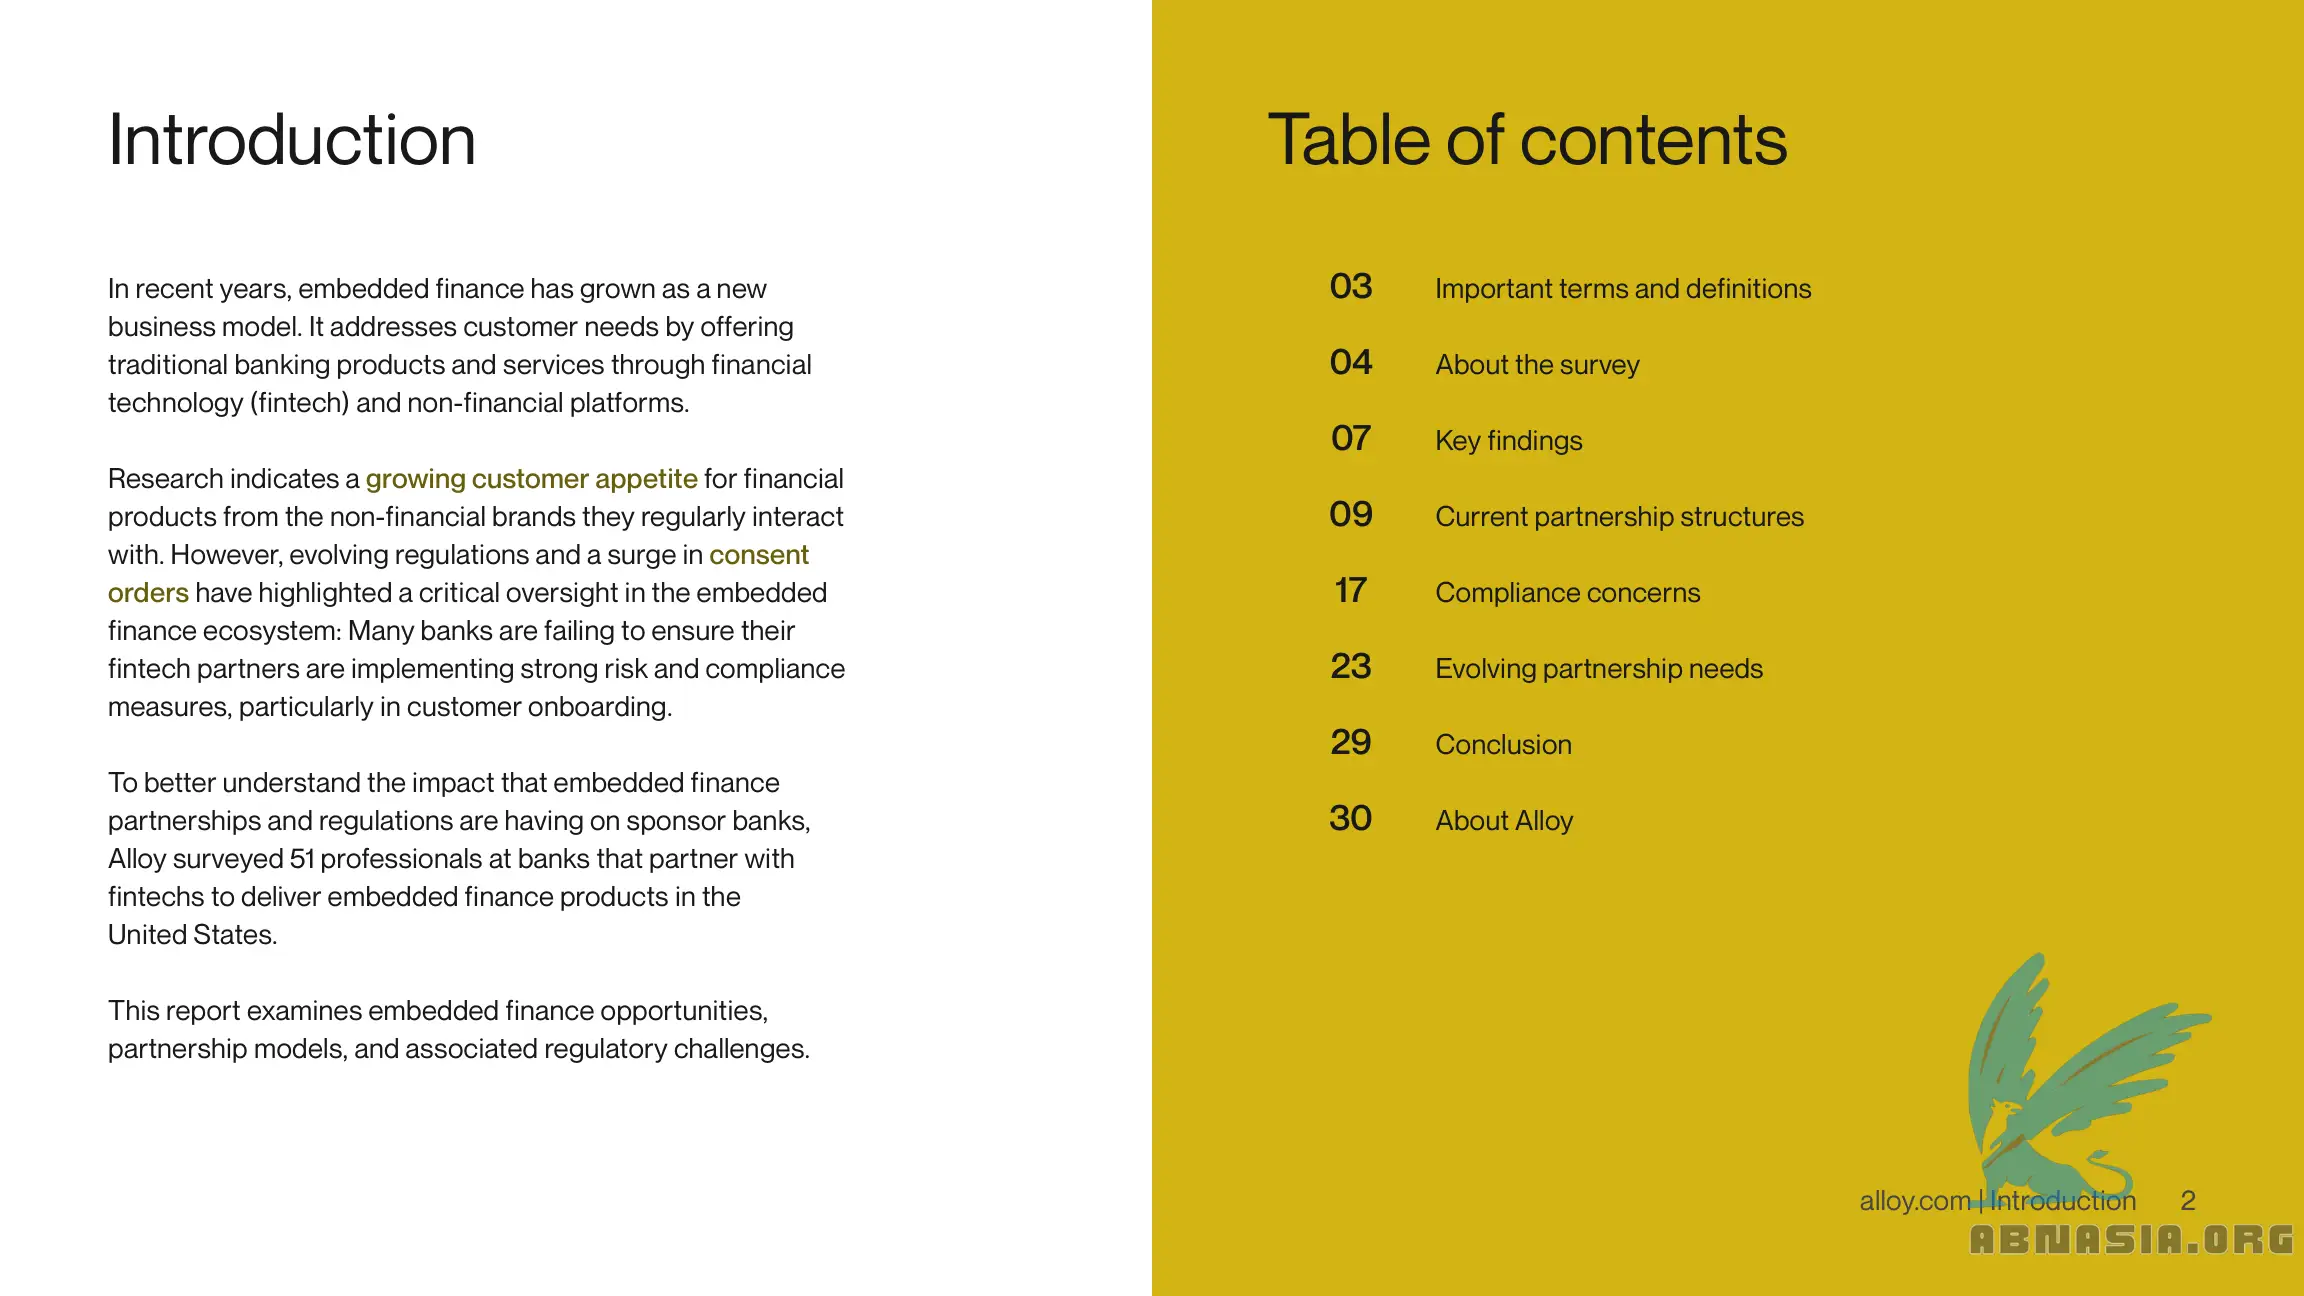 Introduction
In recent years, embedded finance has grown as a new
business model. It addresses customer needs by offering
traditional banking products and services through financial
technology (fintech) and non-financial platforms.
Research indicates a growing customer appetite for financial
products from the non-financial brands they regularly interact
with. However, evolving regulations and a surge in consent
orders have highlighted a critical oversight in the embedded
finance ecosystem: Many banks are failing to ensure their
fintech partners are implementing strong risk and compliance
measures, particularly in customer onboarding.
To better understand the impact that embedded finance
partnerships and regulations are having on sponsor banks,
Alloy surveyed 51 professionals at banks that partner with
fintechs to deliver embedded finance products in the
United States.
This report examines embedded finance opportunities,
partnership models, and associated regulatory challenges.
Table of contents
03 Important terms and definitions
04 About the survey
07 Key findings
09 Current partnership structures
17 Compliance concerns
23 Evolving partnership needs
29 Conclusion
30 About Alloy
alloy.com | Introduction 2
ABNASIA.ORG